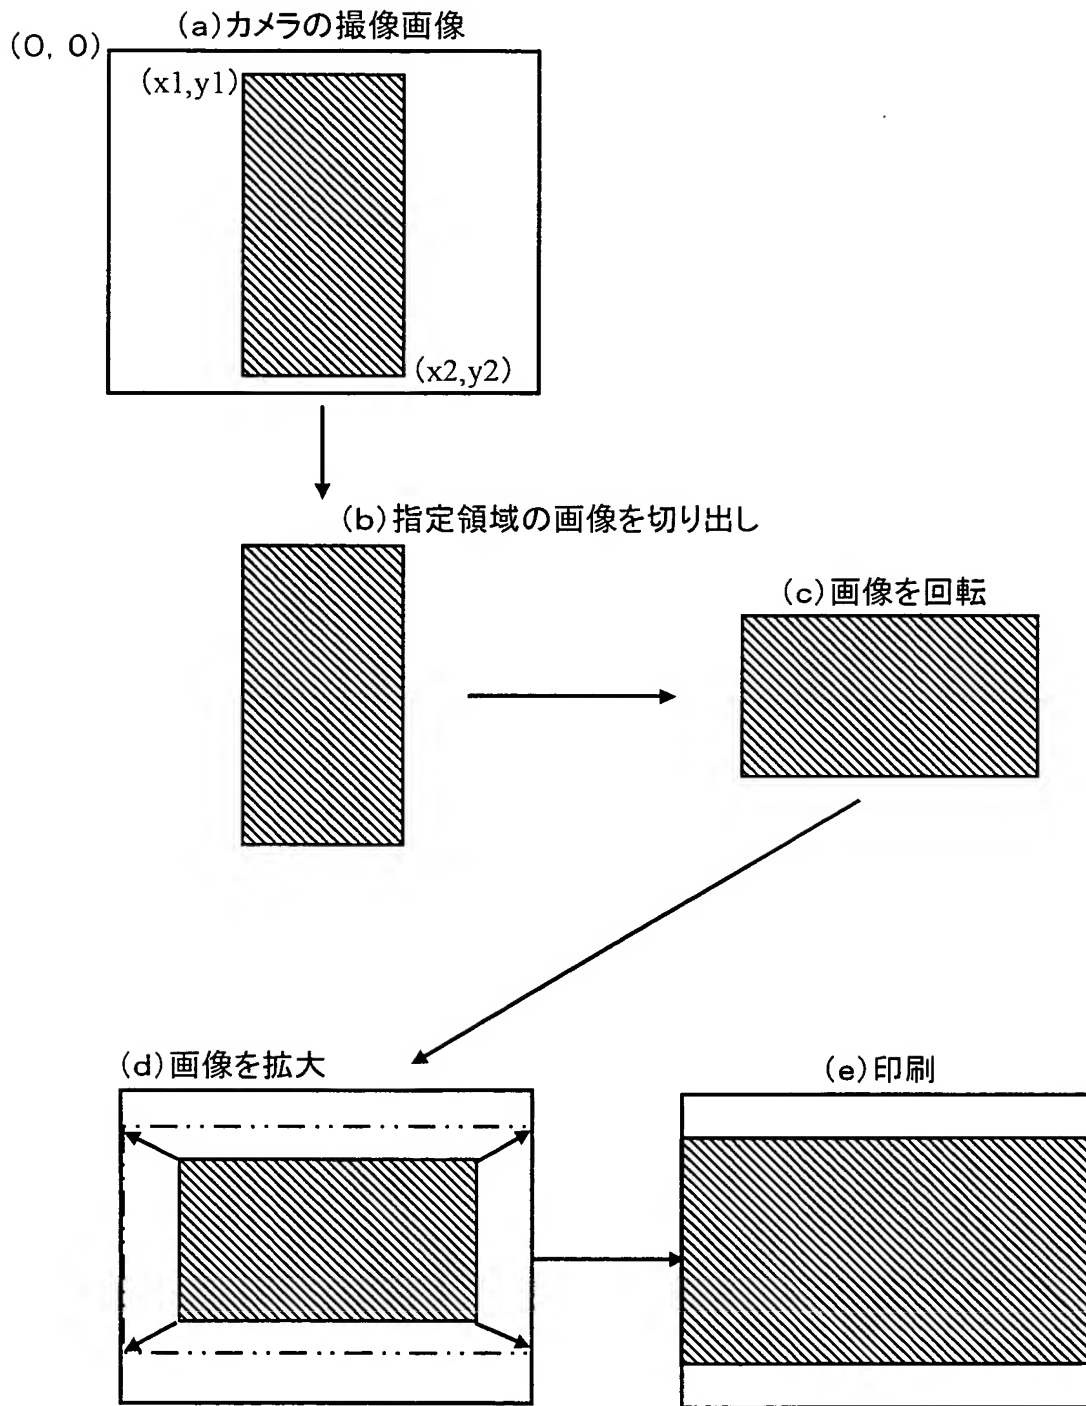 (a)カメラの撮像画像
(0, 0)
(x1,y1)
(x2,y2)
(b)指定領域の画像を切り出し
(c)画像を回転
(d)画像を拡大
(e)印刷